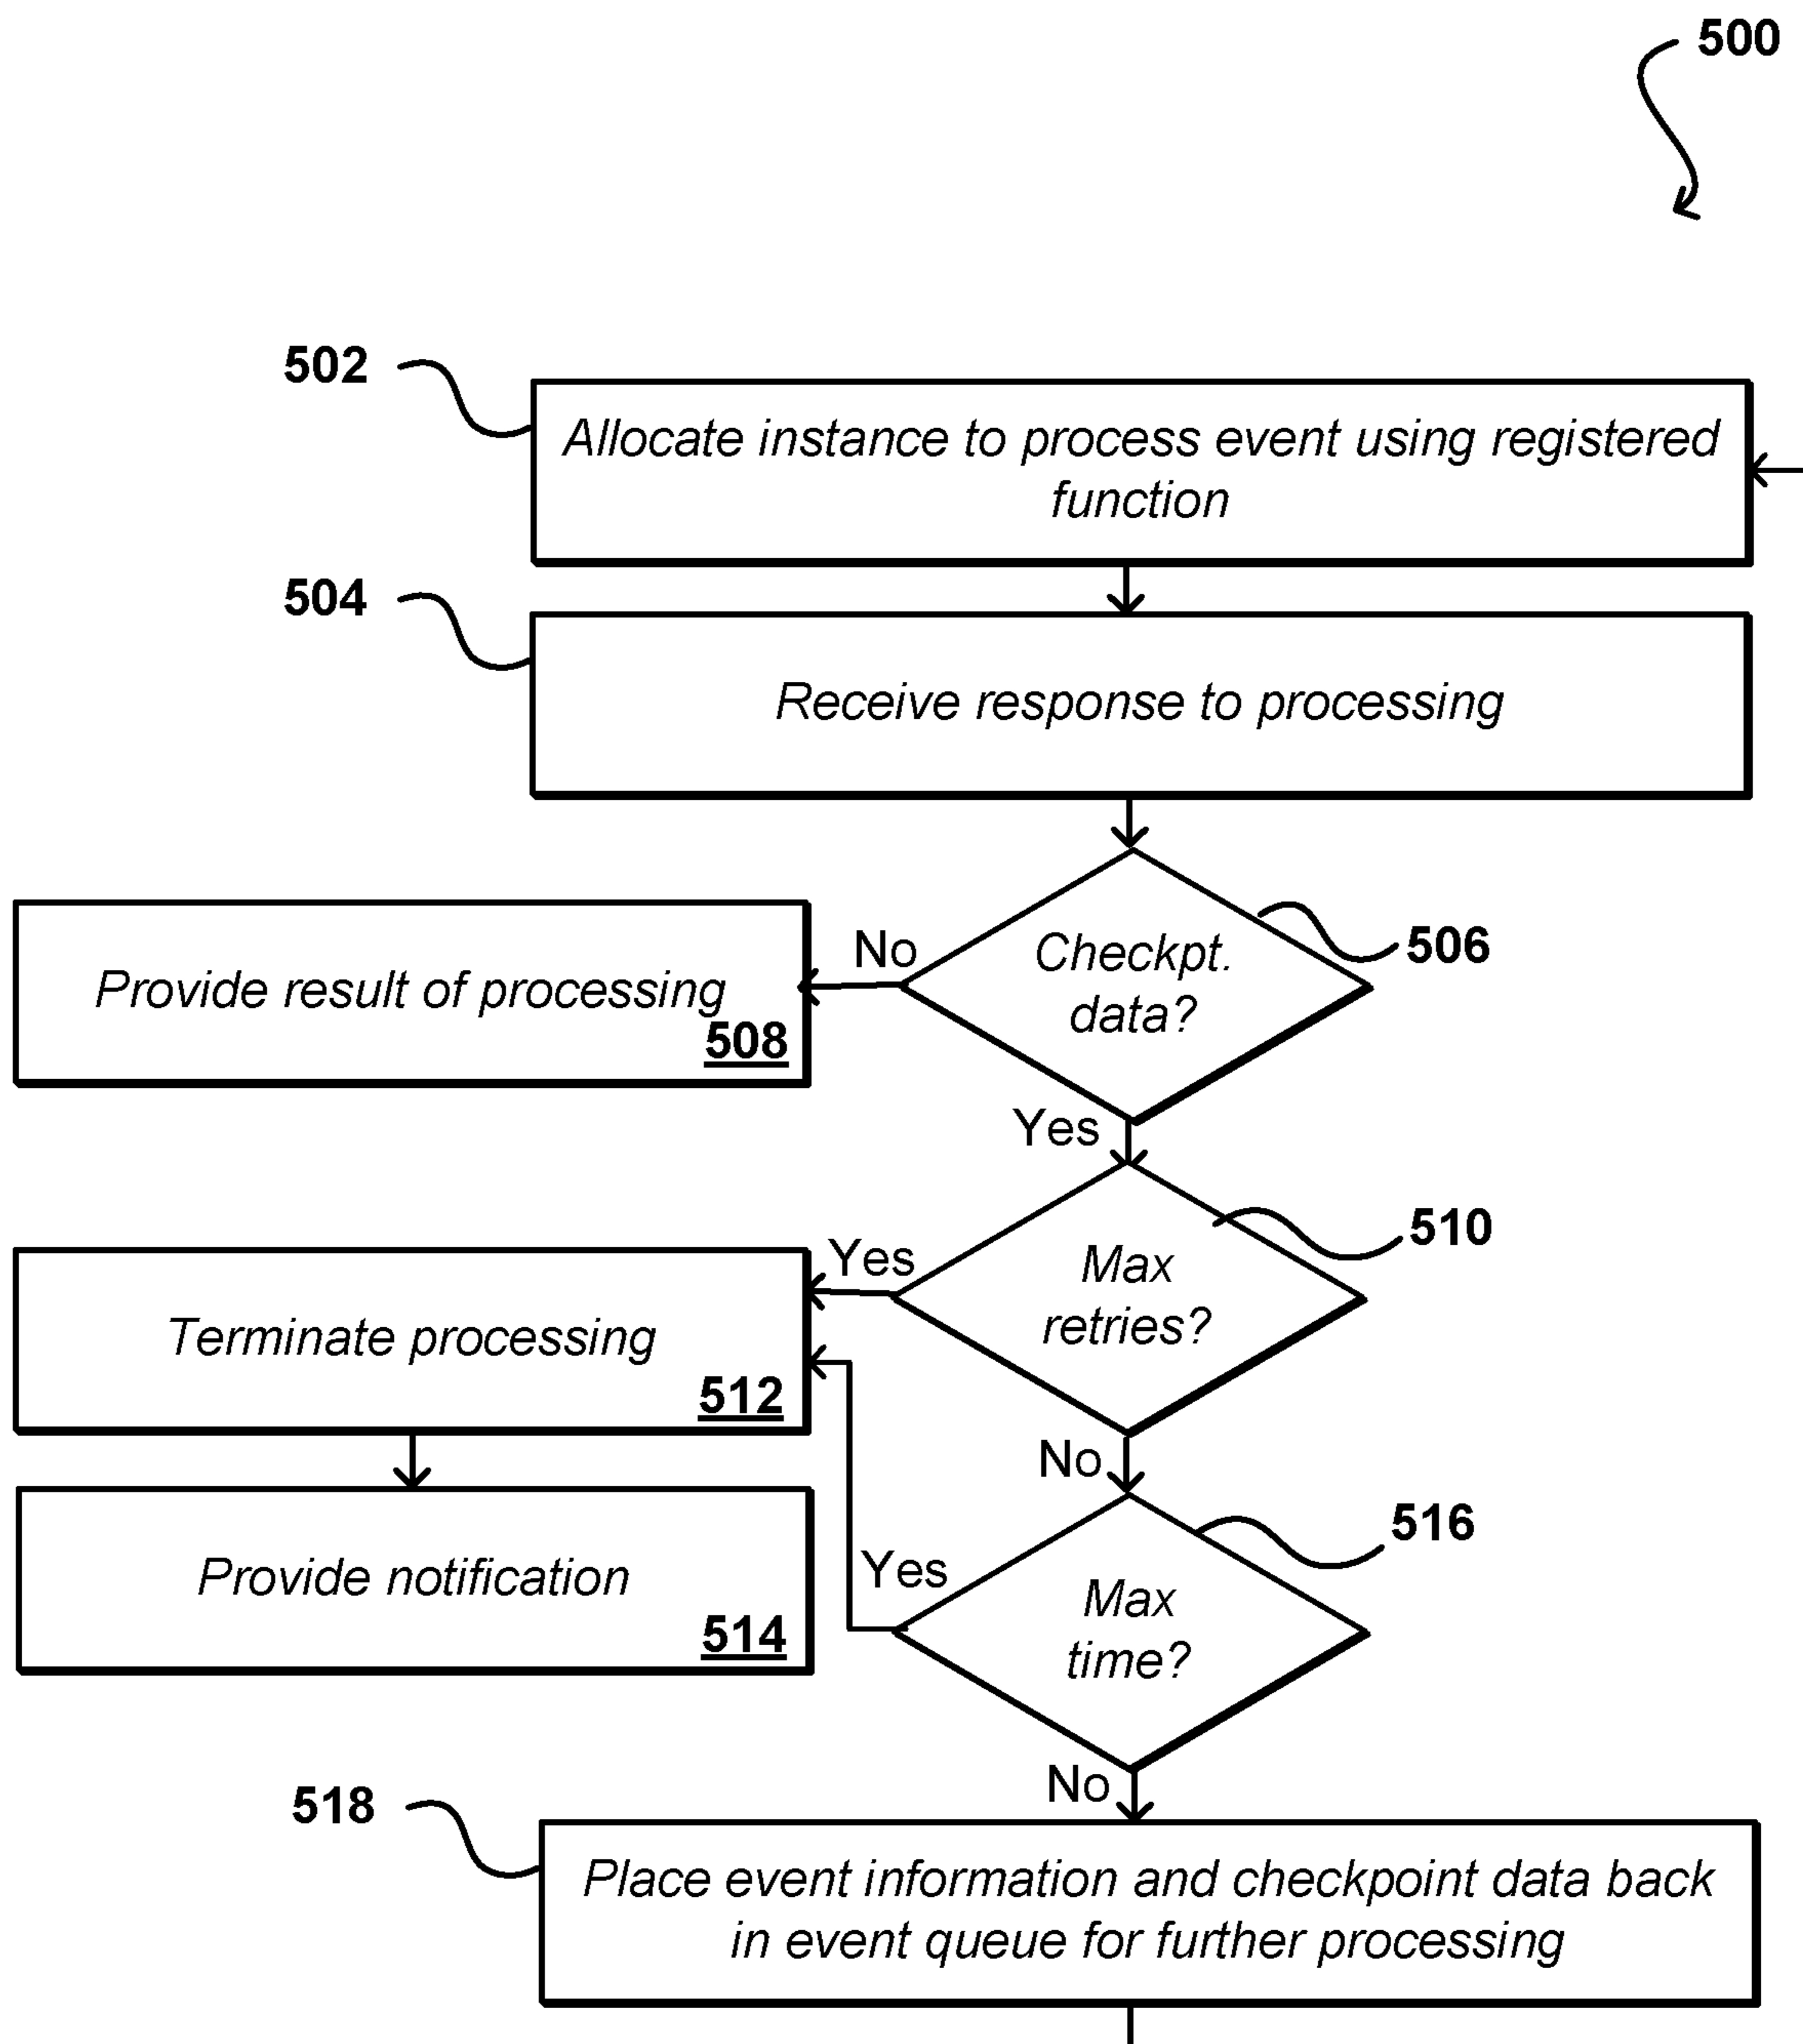 500
502
Allocate instance to process event using registered
function
504
Receive response to processing
506
Checkpt.
data?
No
Provide result of processing
508
Yes
510
Max
retries?
Yes
Terminate processing
512
No
516
Max
time?
Yes
Provide notification
514
No
518
Place event information and checkpoint data back
in event queue for further processing